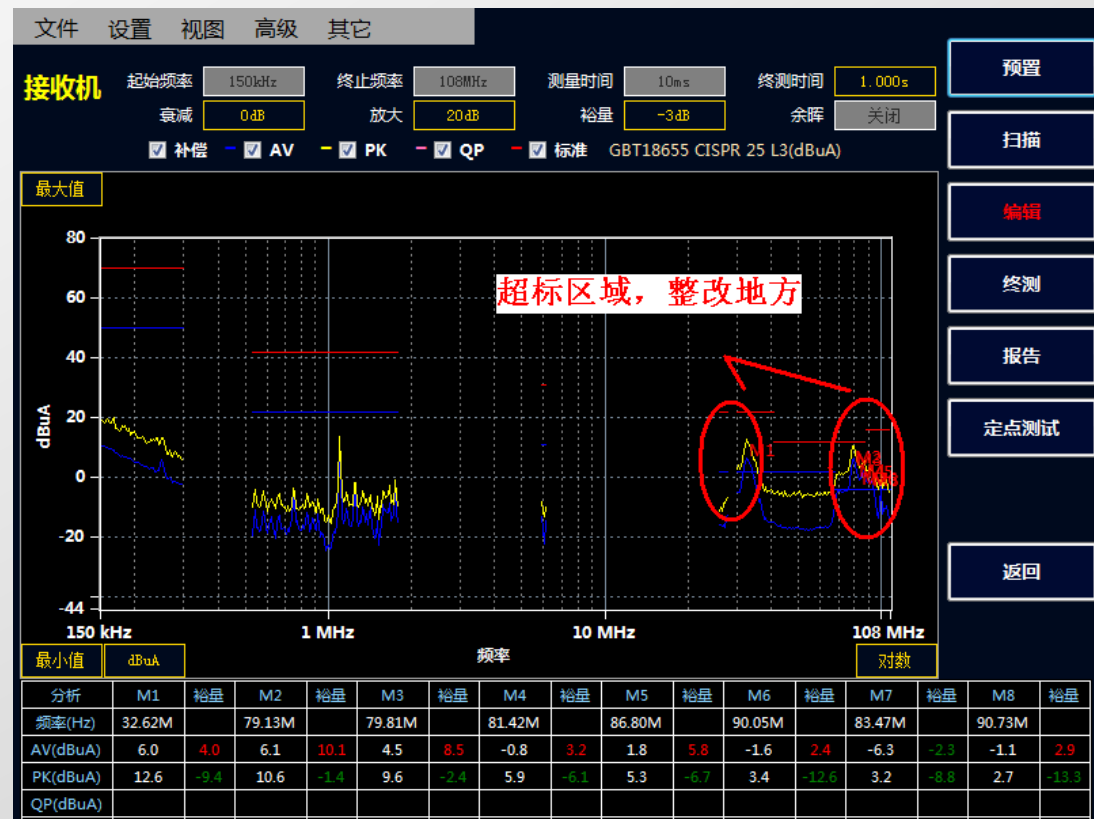 文件 设置 视图 高级 其它
接收机 起始频率 150kHz 终止频率 108MHz 测量时间 10ms 终测时间 1.000s
衰减 0dB 放大 20dB 裕量 -3dB 余晖 关闭
补偿 AV PK QP 标准 GBT18655 CISPR 25 L3(dBuA)
预置
扫描
编辑
终测
报告
定点测试
返回
最大值
超标区域，整改地方
80
60
40
20
0
-20
-44
dBuA
M1
M2
150 kHz 1 MHz 10 MHz 108 MHz
频率
最小值 dBuA 对数
分析 M1 裕量 M2 裕量 M3 裕量 M4 裕量 M5 裕量 M6 裕量 M7 裕量 M8 裕量
频率(Hz) 32.62M 79.13M 79.81M 81.42M 86.80M 90.05M 83.47M 90.73M
AV(dBuA) 6.0 4.0 6.1 10.1 4.5 8.5 -0.8 3.2 1.8 5.8 -1.6 2.4 -6.3 -2.3 -1.1 2.9
PK(dBuA) 12.6 -9.4 10.6 -1.4 9.6 -2.4 5.9 -6.1 5.3 -6.7 3.4 -12.6 3.2 -8.8 2.7 -13.3
QP(dBuA)